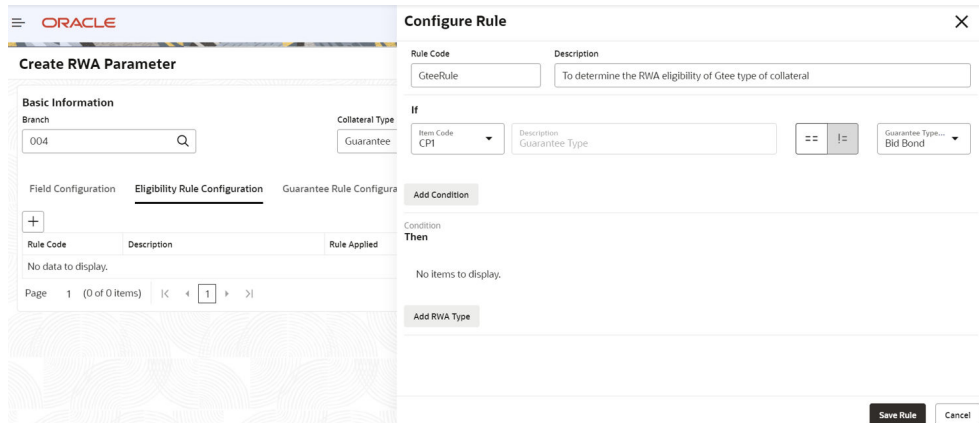 ORACLE
Create RWA Parameter
Basic Information
Branch
004
Collateral Type
Guarantee
Field Configuration Eligibility Rule Configuration Guarantee Rule Configura
Rule Code Description Rule Applied
No data to display.
Page 1 (0 of 0 items) 1
Configure Rule
Rule Code
GteeRule
Description
To determine the RWA eligibility of Gtee type of collateral
If
Item Code
CP1
Description
Guarantee Type
== !=
Guarantee Type...
Bid Bond
Add Condition
Condition
Then
No items to display.
Add RWA Type
Save Rule Cancel